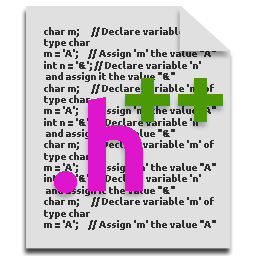 char m;    // Declare variable
type char
m = 'A';    // Assign 'm' the value "A"
int n = '&'; // Declare variable 'n'
and assign it the value "&"
char m;    // Declare variable 'm' of
type char
m = 'A';    // Assign 'm' the value "A"
int n = '&'; // Declare variable 'n'
and assign it the value "&"
char m;    // Declare variable 'm' of
type char
m = 'A';    // Assign 'm' the value "A"
int n = '&'; // Declare variable 'n'
and assign it the value "&"
char m;    // Declare variable 'm' of
type char
m = 'A';    // Assign 'm' the value "A"
.h++